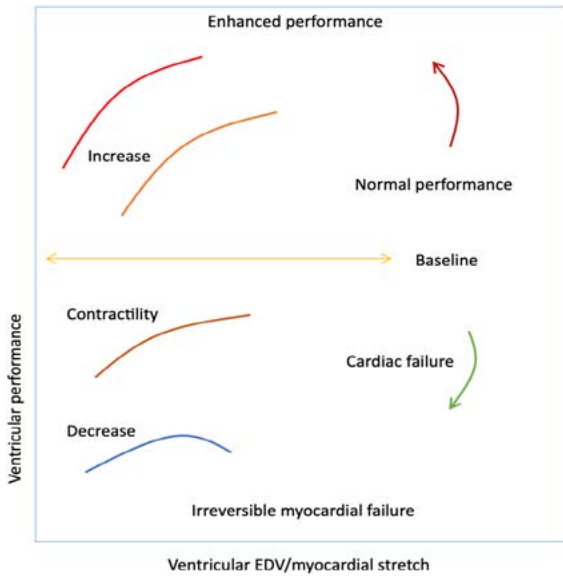 Enhanced performance
Increase
Normal performance
Baseline
Contractility
Cardiac failure
Decrease
Irreversible myocardial failure
Ventricular performance
Ventricular EDV/myocardial stretch